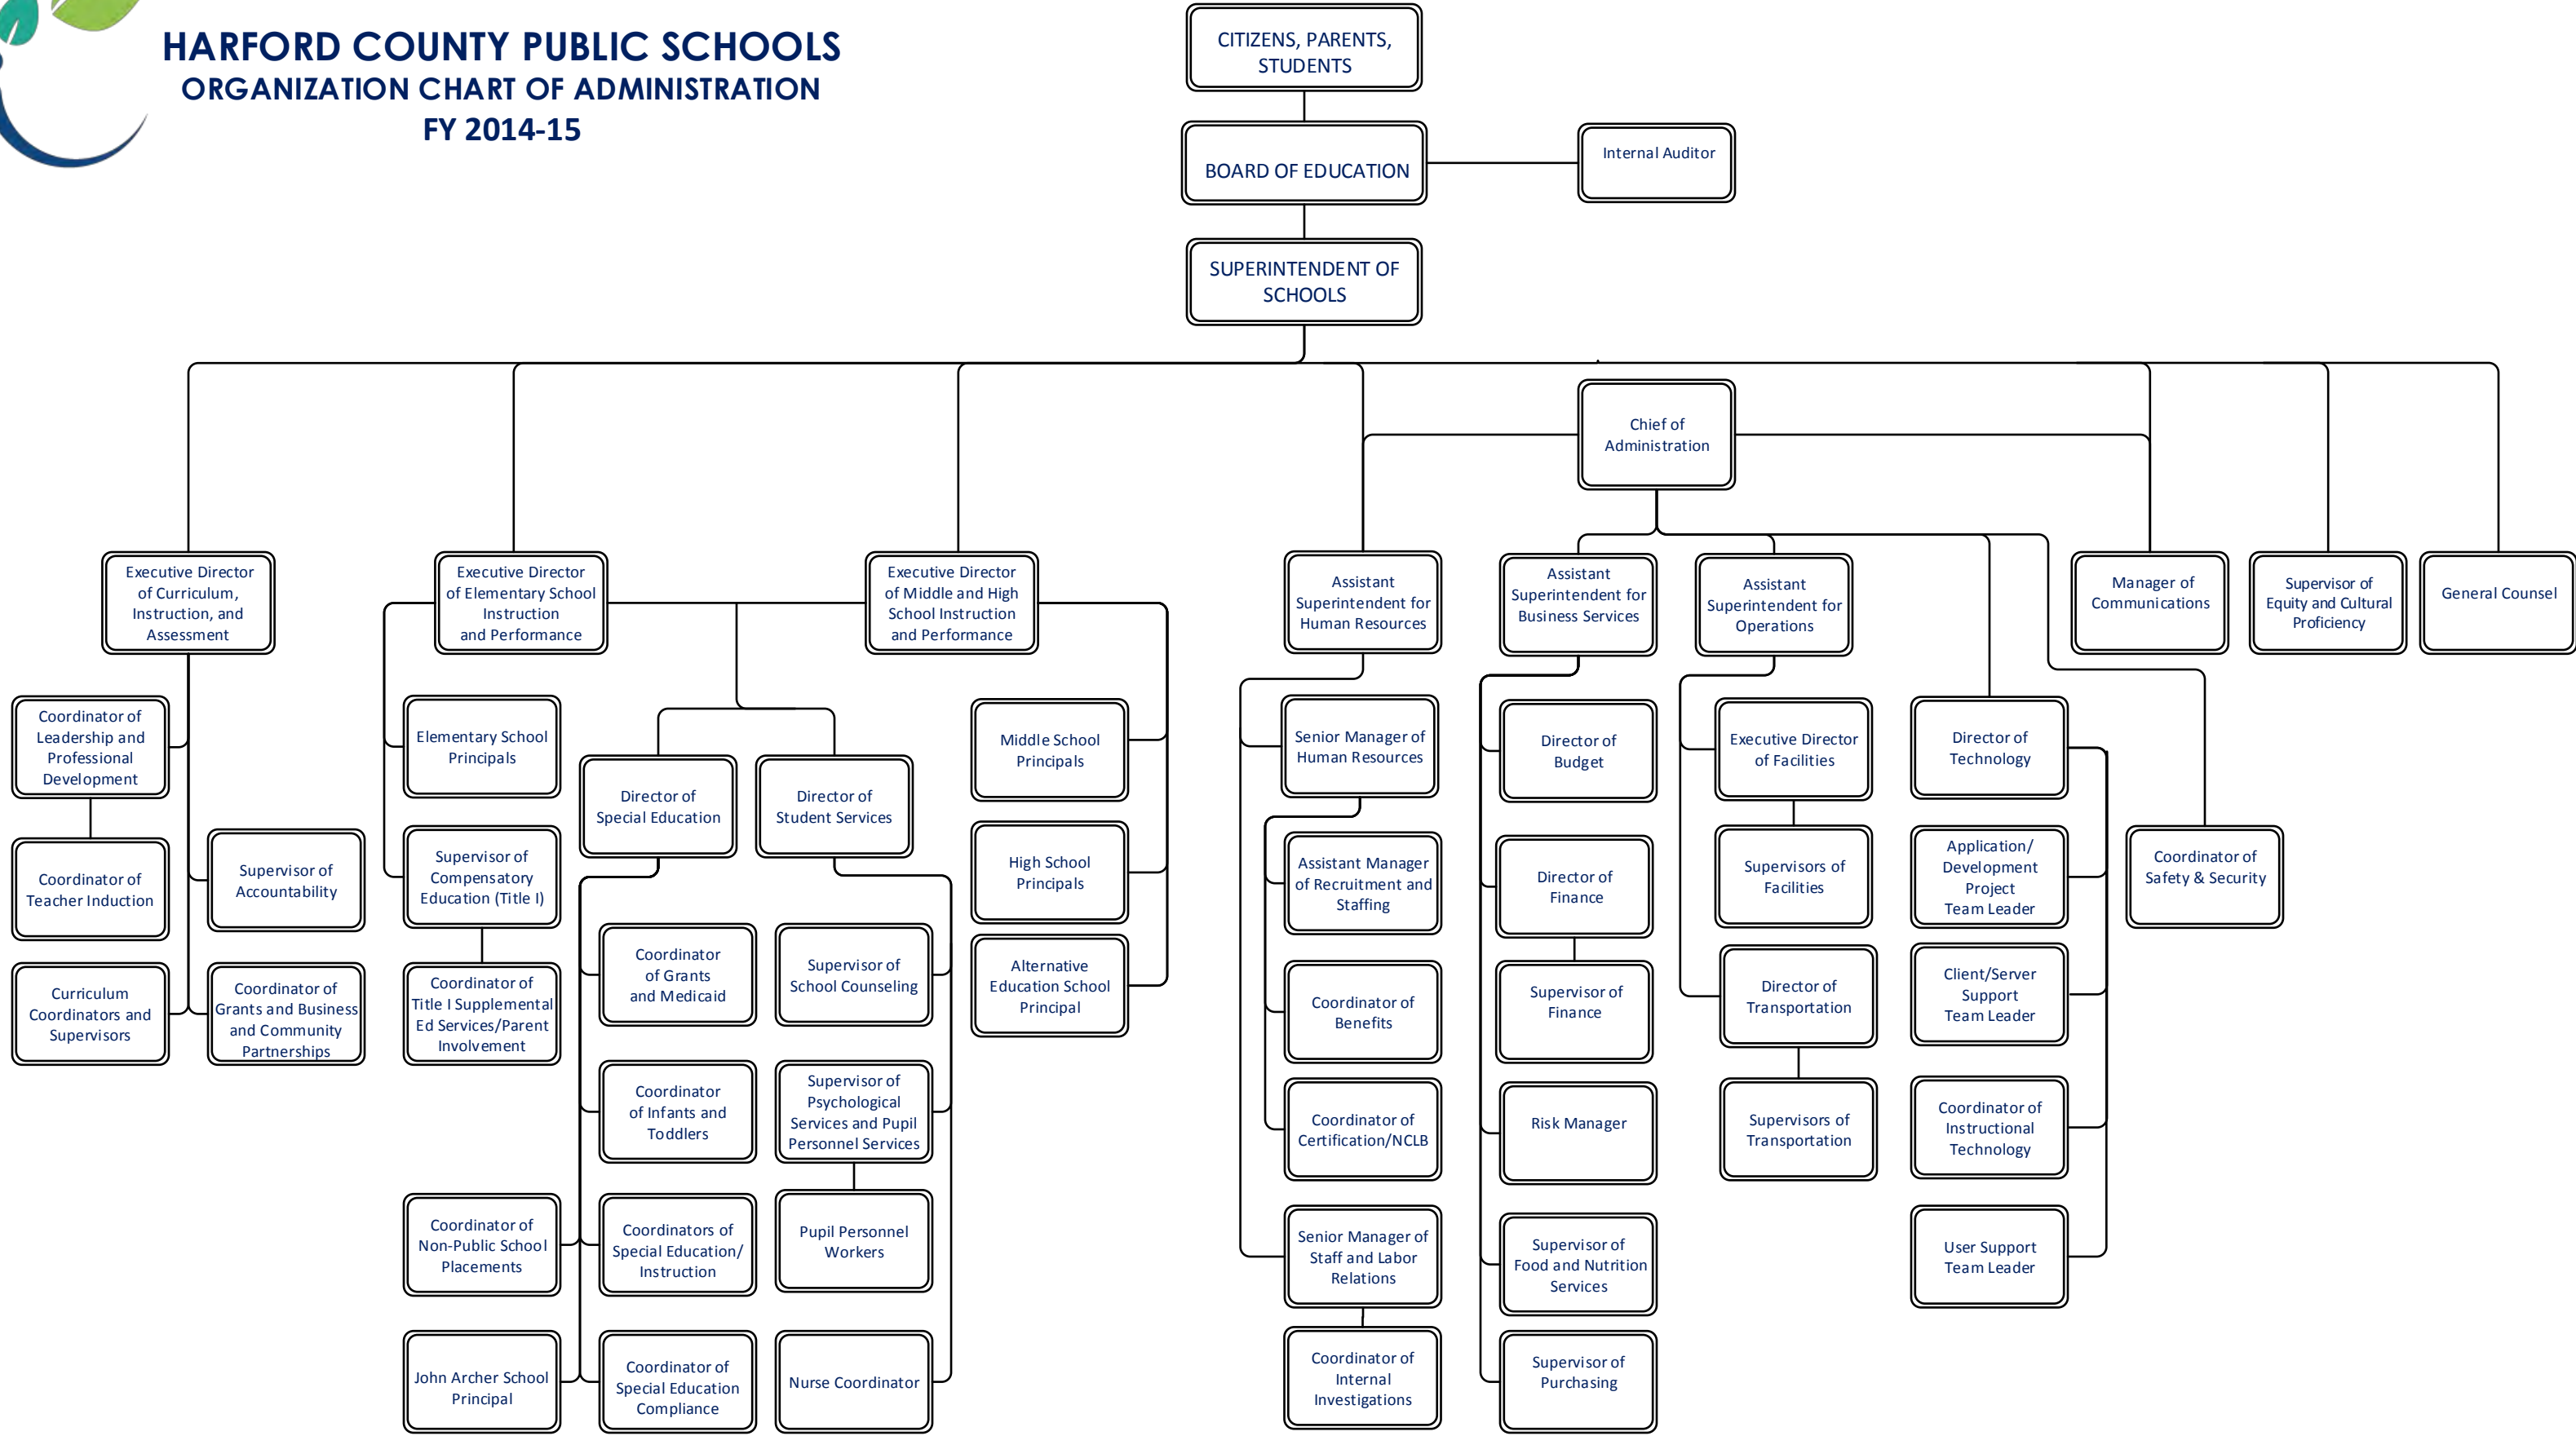 HARFORD COUNTY PUBLIC SCHOOLS
ORGANIZATION CHART OF ADMINISTRATION
FY 2014-15
CITIZENS, PARENTS,
STUDENTS
BOARD OF EDUCATION
Internal Auditor
SUPERINTENDENT OF
SCHOOLS
Chief of
Administration
Executive Director
of Curriculum,
Instruction, and
Assessment
Executive Director
of Elementary School
Instruction
and Performance
Executive Director
of Middle and High
School Instruction
and Performance
Assistant
Superintendent for
Human Resources
Assistant
Superintendent for
Business Services
Assistant
Superintendent for
Operations
Manager of
Communications
Supervisor of
Equity and Cultural
Proficiency
General Counsel
Coordinator of
Leadership and
Professional
Development
Coordinator of
Teacher Induction
Curriculum
Coordinators and
Supervisors
Supervisor of
Accountability
Coordinator of
Grants and Business
and Community
Partnerships
Elementary School
Principals
Supervisor of
Compensatory
Education (Title I)
Coordinator of
Title I Supplemental
Ed Services/Parent
Involvement
Director of
Special Education
Director of
Student Services
Coordinator
of Grants
and Medicaid
Coordinator
of Infants and
Toddlers
Coordinator of
Non-Public School
Placements
Coordinators of
Special Education/
Instruction
John Archer School
Principal
Coordinator of
Special Education
Compliance
Supervisor of
School Counseling
Supervisor of
Psychological
Services and Pupil
Personnel Services
Pupil Personnel
Workers
Nurse Coordinator
Middle School
Principals
High School
Principals
Alternative
Education School
Principal
Senior Manager of
Human Resources
Assistant Manager
of Recruitment and
Staffing
Coordinator of
Benefits
Coordinator of
Certification/NCLB
Senior Manager of
Staff and Labor
Relations
Coordinator of
Internal
Investigations
Director of
Budget
Director of
Finance
Supervisor of
Finance
Risk Manager
Supervisor of
Food and Nutrition
Services
Supervisor of
Purchasing
Executive Director
of Facilities
Supervisors of
Facilities
Director of
Transportation
Supervisors of
Transportation
Director of
Technology
Application/
Development
Project
Team Leader
Client/Server
Support
Team Leader
Coordinator of
Instructional
Technology
User Support
Team Leader
Coordinator of
Safety & Security